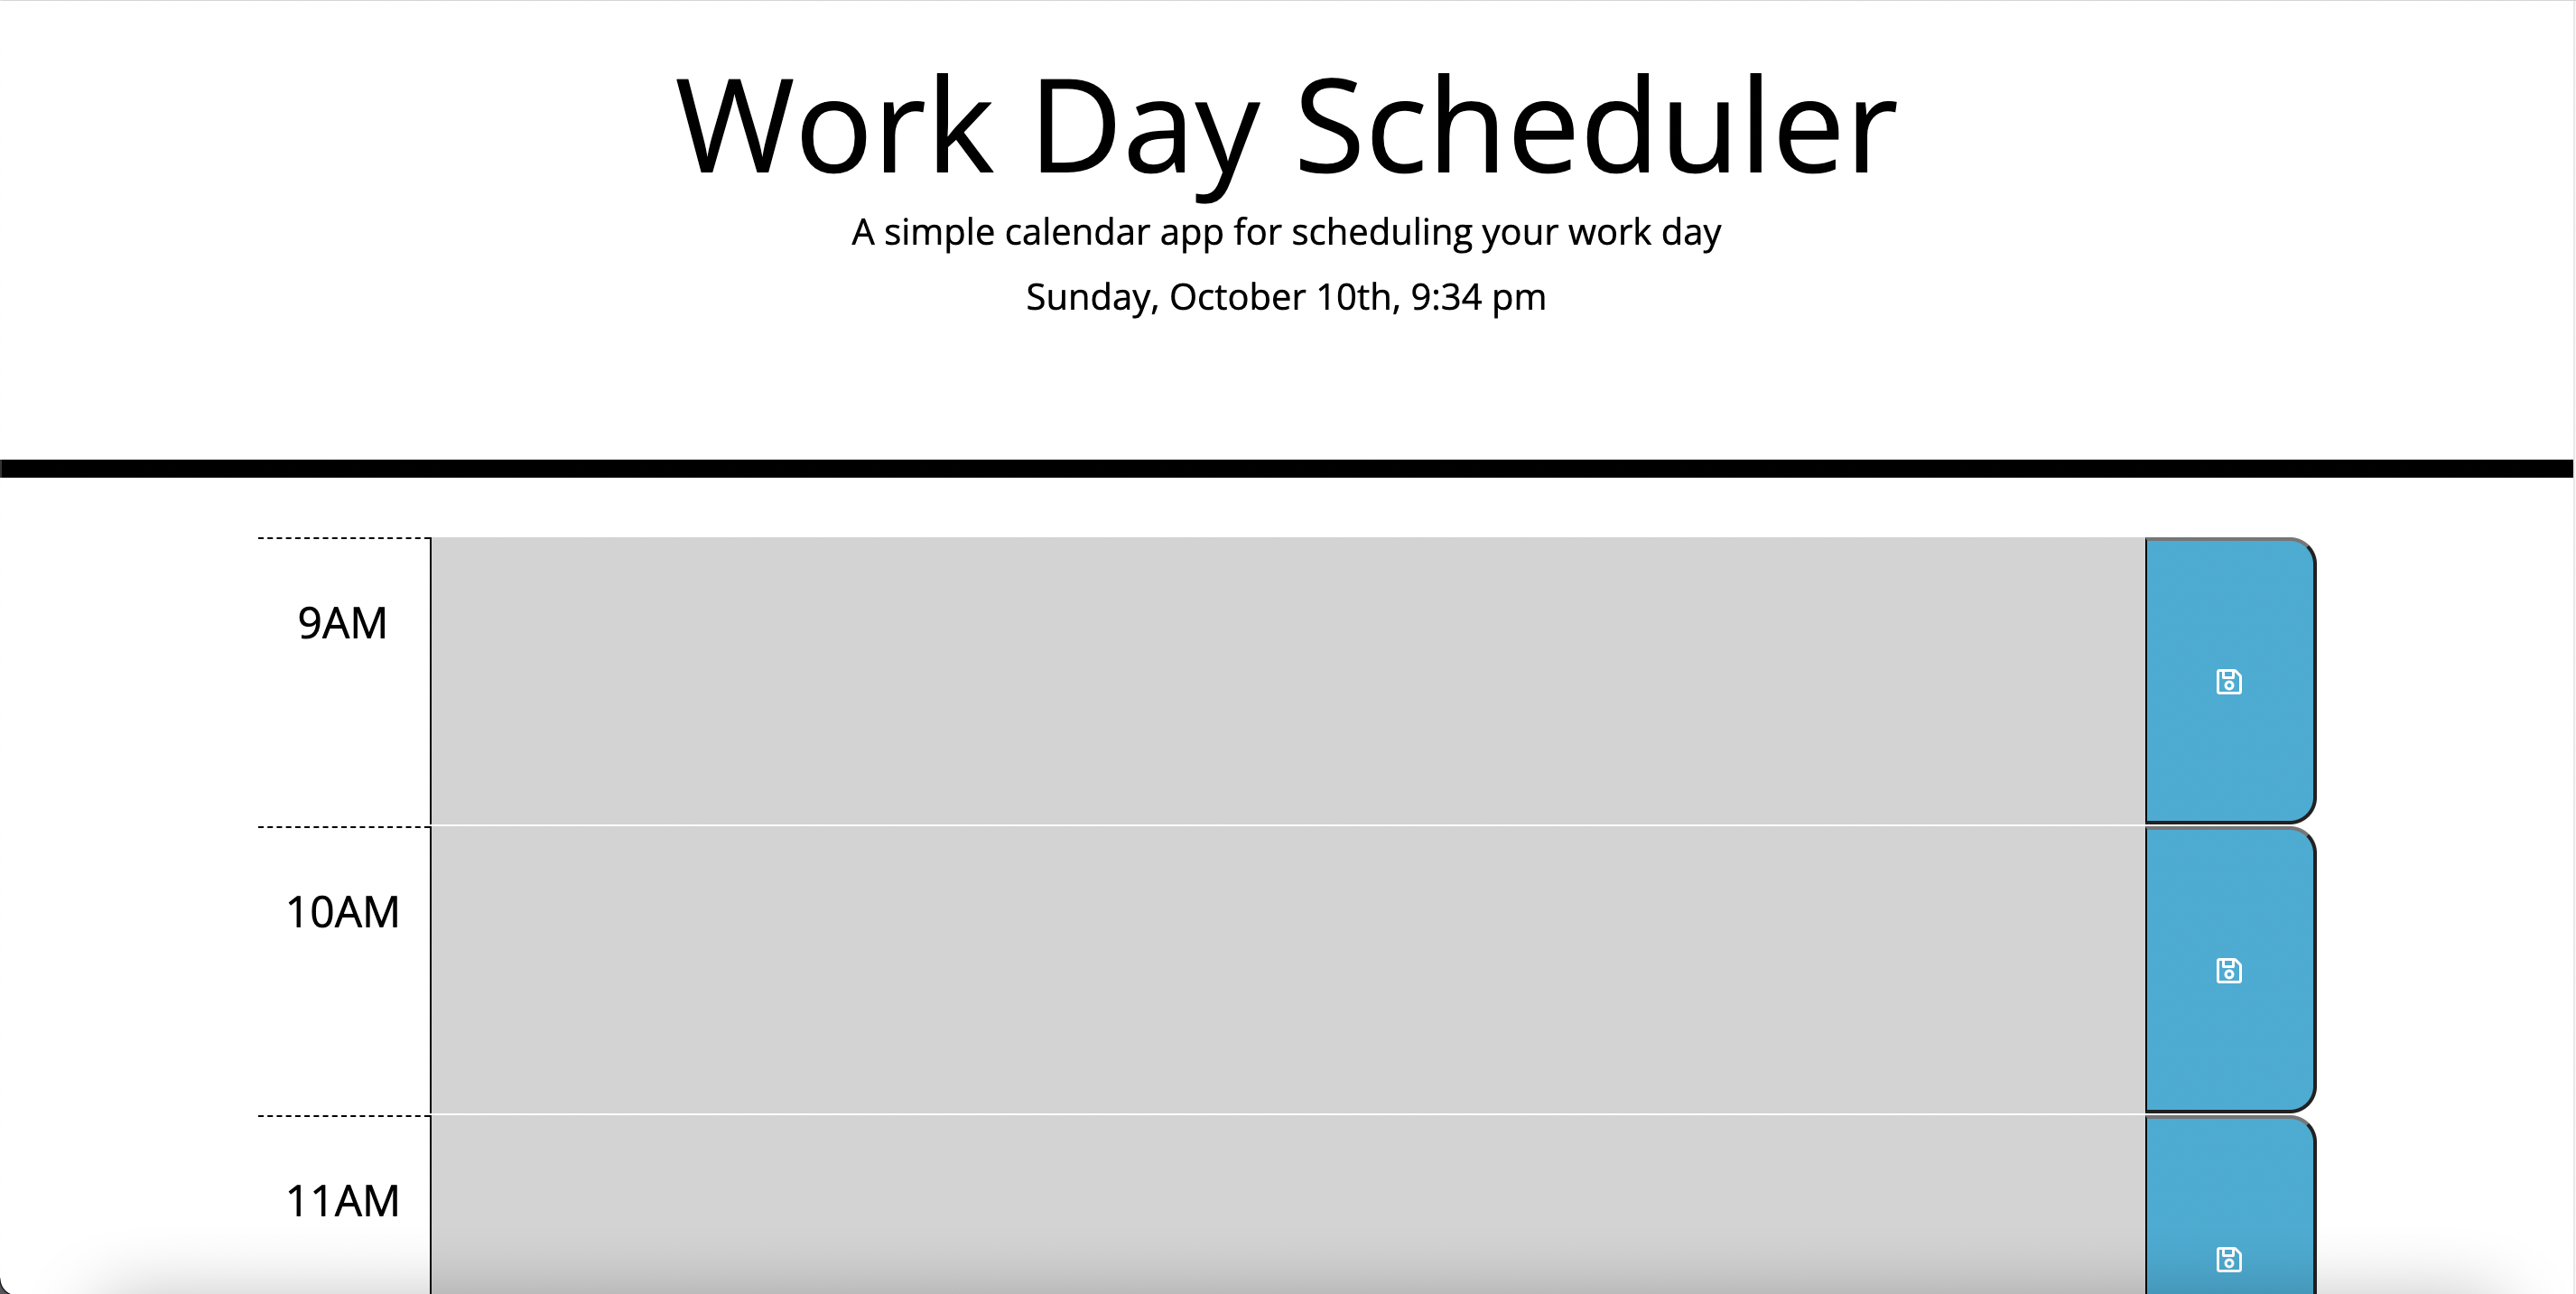 Work Day Scheduler
A simple calendar app for scheduling your work day
Sunday, October 10th, 9:34 pm
9AM
10AM
11AM